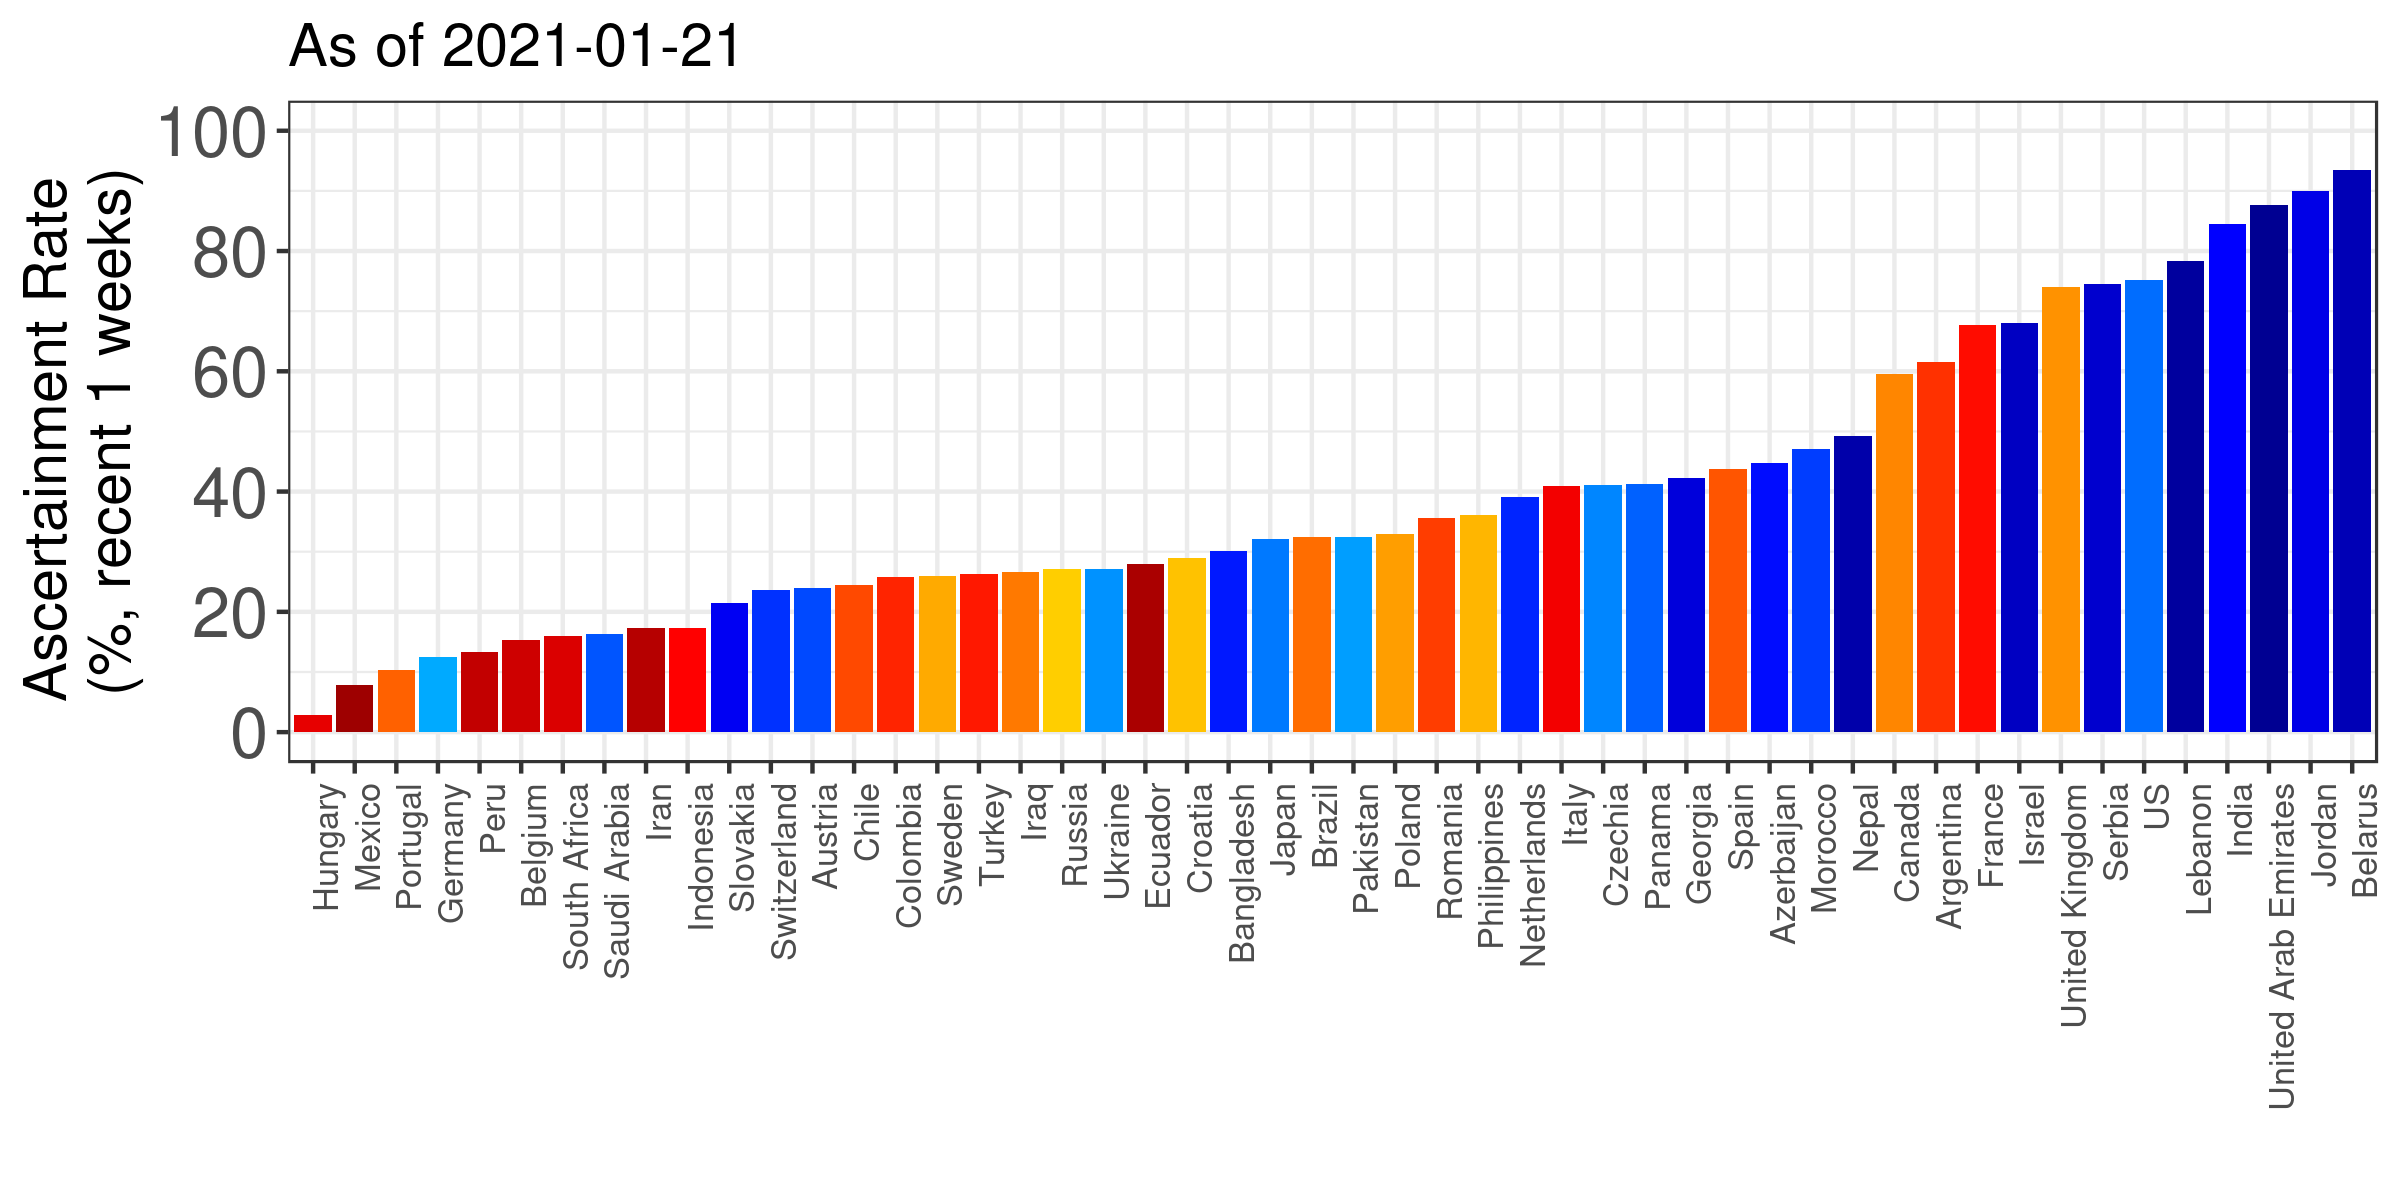 As of 2021-01-21
Ascertainment Rate
(%, recent 1 weeks)
100
80
60
40
20
0
Hungary
Mexico
Portugal
Germany
Peru
Belgium
South Africa
Saudi Arabia
Iran
Indonesia
Slovakia
Switzerland
Austria
Chile
Colombia
Sweden
Turkey
Iraq
Russia
Ukraine
Ecuador
Croatia
Bangladesh
Japan
Brazil
Pakistan
Poland
Romania
Philippines
Netherlands
Italy
Czechia
Panama
Georgia
Spain
Azerbaijan
Morocco
Nepal
Canada
Argentina
France
Israel
United Kingdom
Serbia
US
Lebanon
India
United Arab Emirates
Jordan
Belarus